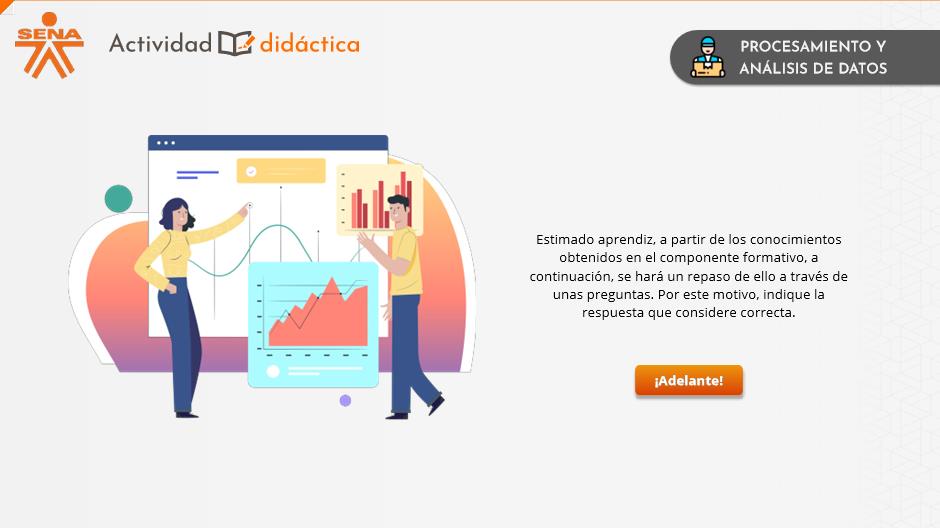 SENA
Actividad didáctica
PROCESAMIENTO Y
ANÁLISIS DE DATOS
Estimado aprendiz, a partir de los conocimientos
obtenidos en el componente formativo, a
continuación, se hará un repaso de ello a través de
unas preguntas. Por este motivo, indique la
respuesta que considere correcta.
¡Adelante!